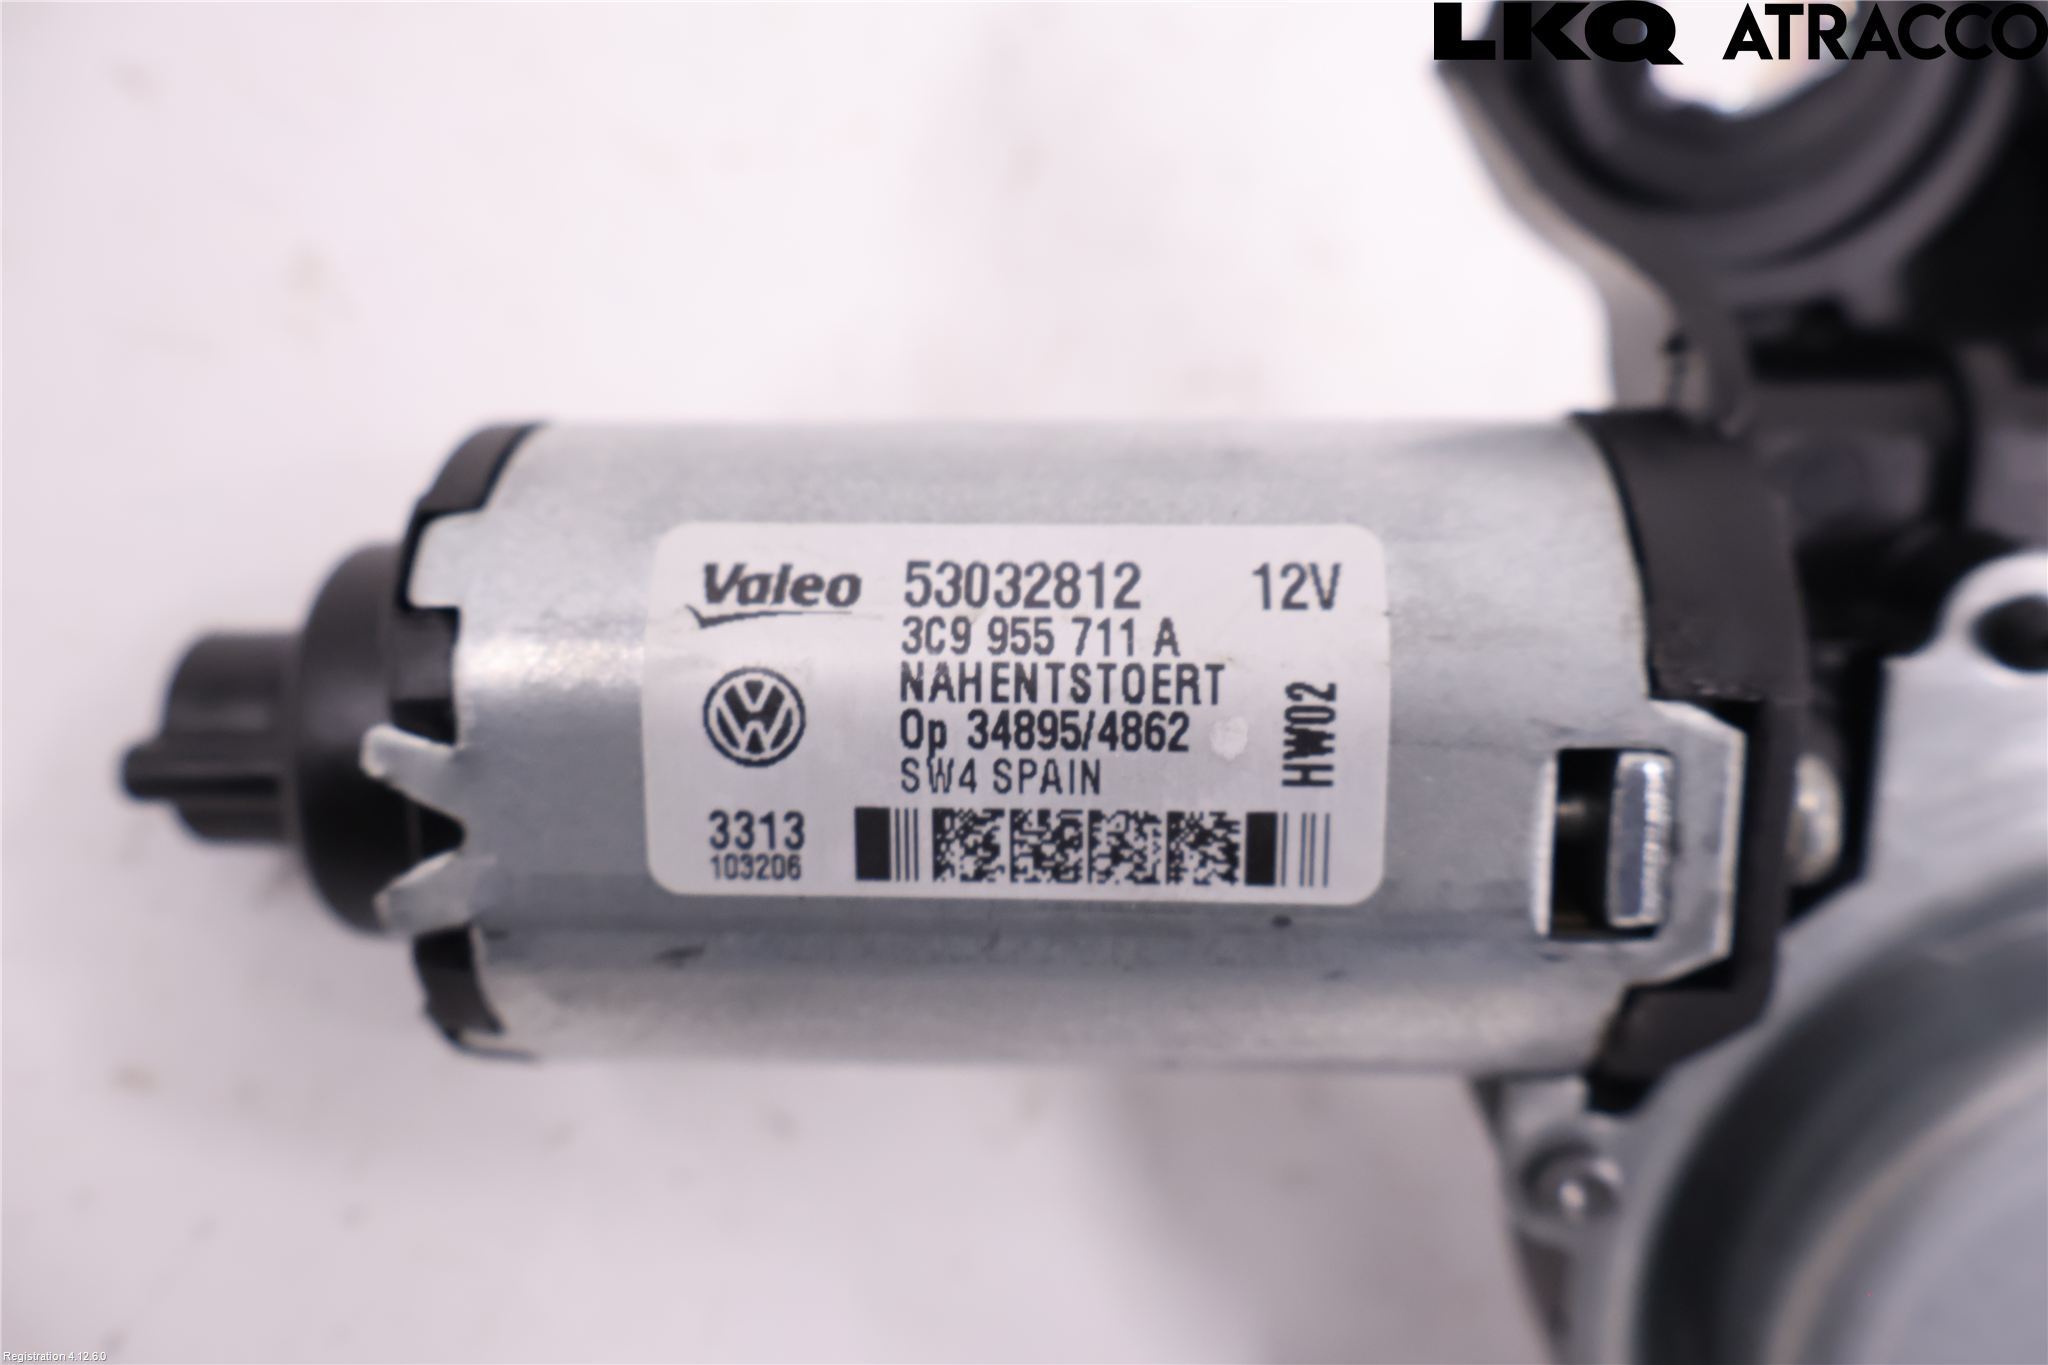 LKQ ATRACCO
Valeo 53032812 12V
3C9 955 711 A
NAHENTSTOERT
Op 34895/4862
SW4 SPAIN
HW02
3313
103206
Registration 4.12.6.0